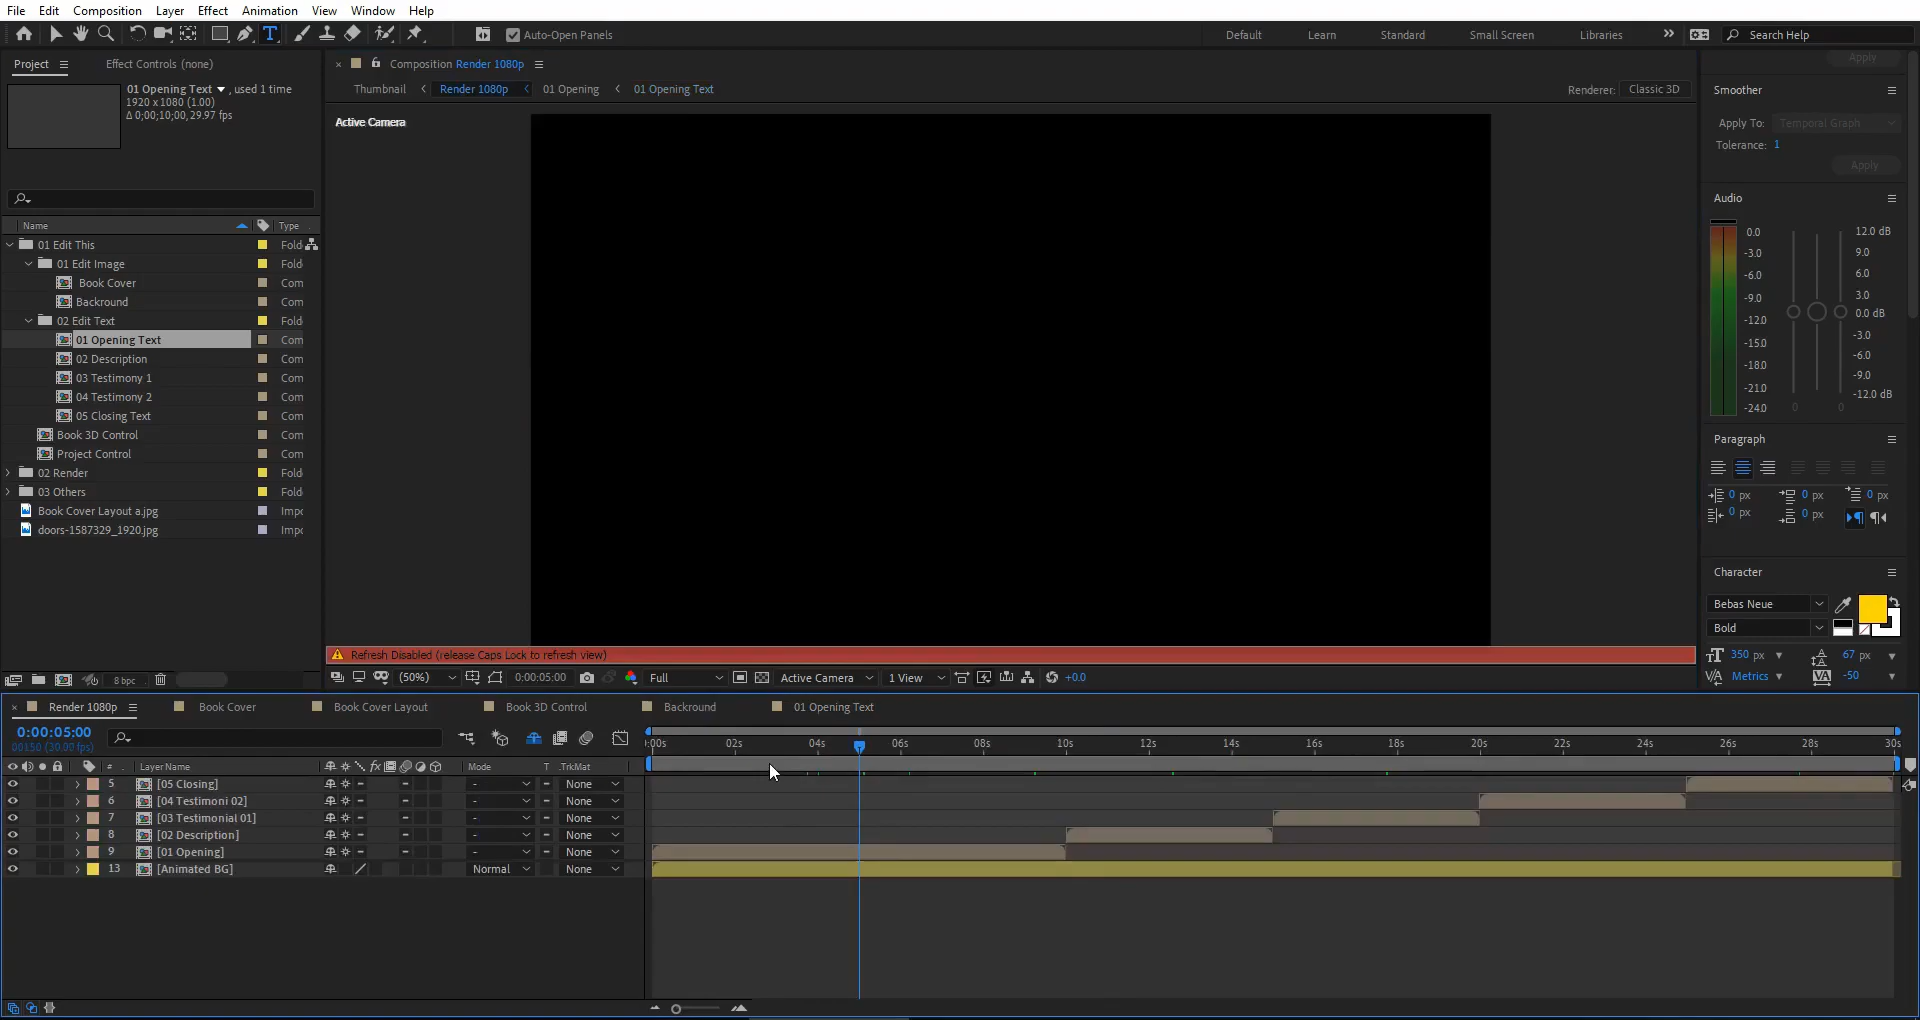 File Edit Composition Layer Effect Animation View Window Help
Auto-Open Panels Default Learn Standard Small Screen Libraries » Search Help
Project Effect Controls (none)
01 Opening Text , used 1 time
1920 x 1080 (1.00)
Δ 0;00;10;00, 29.97 fps
Name Type
01 Edit This Fold
01 Edit Image Fold
Book Cover Com
Backround Com
02 Edit Text Fold
01 Opening Text Com
02 Description Com
03 Testimony 1 Com
04 Testimony 2 Com
05 Closing Text Com
Book 3D Control Com
Project Control Com
02 Render Fold
03 Others Fold
Book Cover Layout a.jpg Impo
doors-1587329_1920.jpg Impo
8 bpc
× Composition Render 1080p
Thumbnail Render 1080p 01 Opening 01 Opening Text Renderer: Classic 3D
Active Camera
Refresh Disabled (release Caps Lock to refresh view)
(50%) 0:00:05:00 Full Active Camera 1 View +0.0
Apply
Smoother
Apply To: Temporal Graph
Tolerance: 1
Apply
Audio
0.0 12.0 dB
-3.0 9.0
-6.0 6.0
-9.0 3.0
-12.0 0.0 dB
-15.0 -3.0
-18.0 -6.0
-21.0 -9.0
-24.0 -12.0 dB
0 0
Paragraph
0 px 0 px 0 px
0 px 0 px
Character
Bebas Neue
Bold
350 px 67 px
Metrics -50
× Render 1080p Book Cover Book Cover Layout Book 3D Control Backround 01 Opening Text
0:00:05:00
00150 (30.00 fps)
:00s 02s 04s 06s 08s 10s 12s 14s 16s 18s 20s 22s 24s 26s 28s 30s
# Layer Name Mode T .TrkMat
5 [05 Closing] - None
6 [04 Testimoni 02] - None
7 [03 Testimonial 01] - None
8 [02 Description] - None
9 [01 Opening] - None
13 [Animated BG] Normal None